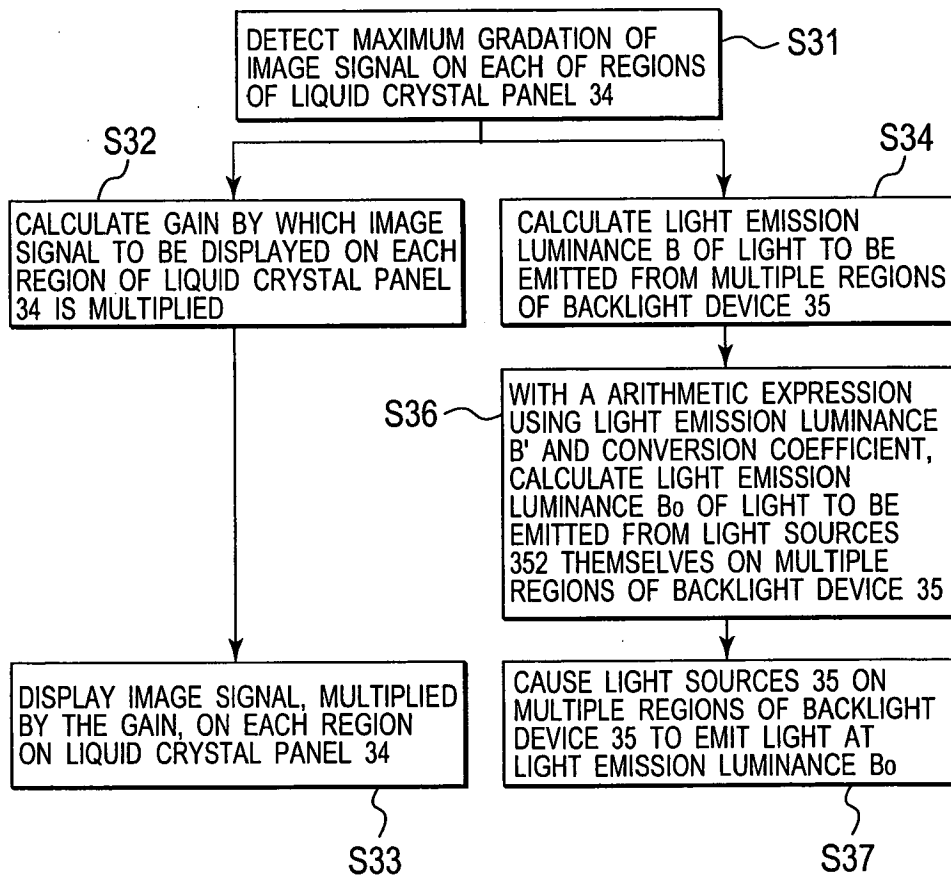 DETECT MAXIMUM GRADATION OF
IMAGE SIGNAL ON EACH OF REGIONS
OF LIQUID CRYSTAL PANEL 34
S31
S32
CALCULATE GAIN BY WHICH IMAGE
SIGNAL TO BE DISPLAYED ON EACH
REGION OF LIQUID CRYSTAL PANEL
34 IS MULTIPLIED
S34
CALCULATE LIGHT EMISSION
LUMINANCE B OF LIGHT TO BE
EMITTED FROM MULTIPLE REGIONS
OF BACKLIGHT DEVICE 35
S36
WITH A ARITHMETIC EXPRESSION
USING LIGHT EMISSION LUMINANCE
B' AND CONVERSION COEFFICIENT,
CALCULATE LIGHT EMISSION
LUMINANCE Bo OF LIGHT TO BE
EMITTED FROM LIGHT SOURCES
352 THEMSELVES ON MULTIPLE
REGIONS OF BACKLIGHT DEVICE 35
DISPLAY IMAGE SIGNAL, MULTIPLIED
BY THE GAIN, ON EACH REGION
ON LIQUID CRYSTAL PANEL 34
S33
CAUSE LIGHT SOURCES 35 ON
MULTIPLE REGIONS OF BACKLIGHT
DEVICE 35 TO EMIT LIGHT AT
LIGHT EMISSION LUMINANCE Bo
S37